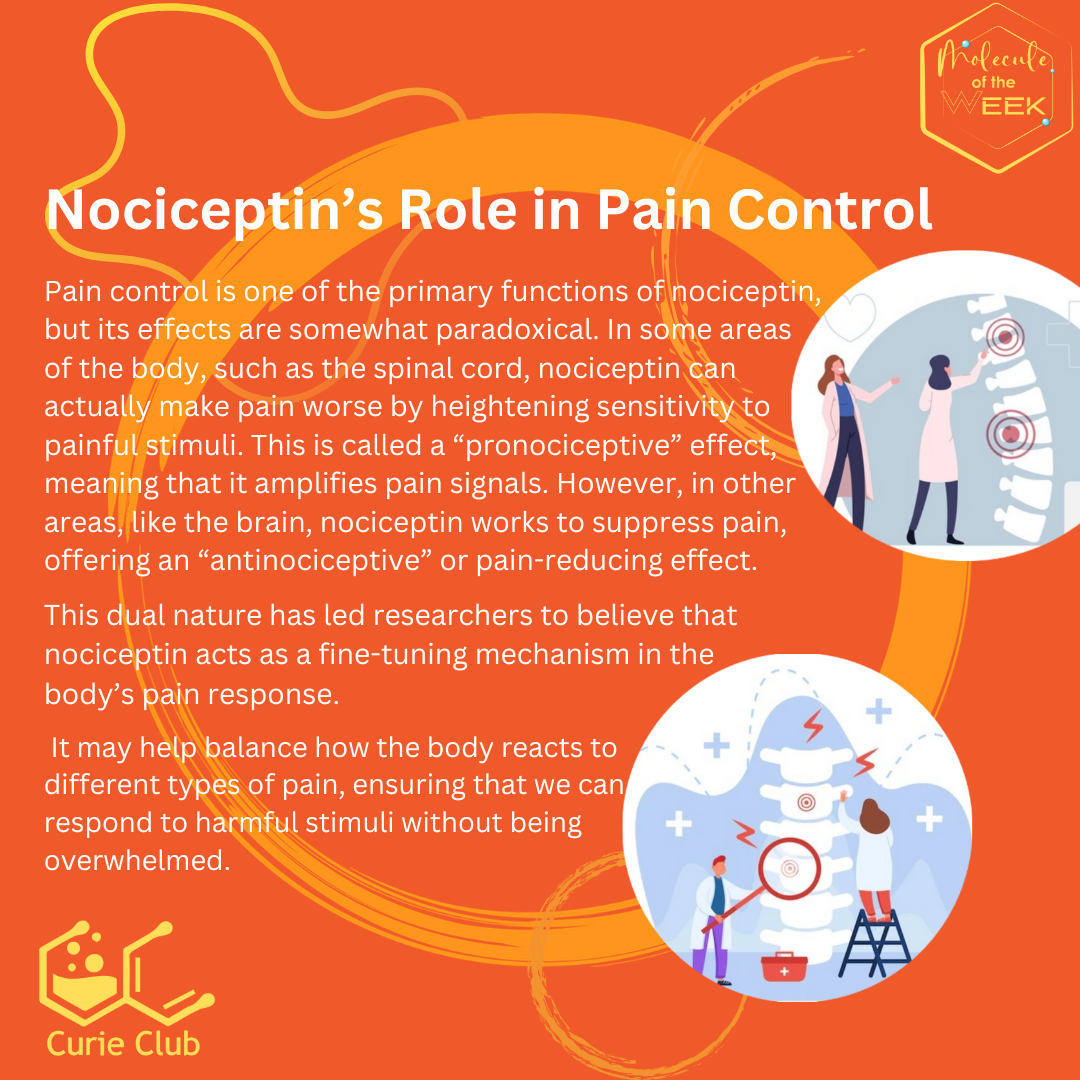 Molecule
of the
WEEK
Nociceptin’s Role in Pain Control
Pain control is one of the primary functions of nociceptin,
but its effects are somewhat paradoxical. In some areas
of the body, such as the spinal cord, nociceptin can
actually make pain worse by heightening sensitivity to
painful stimuli. This is called a “pronociceptive” effect,
meaning that it amplifies pain signals. However, in other
areas, like the brain, nociceptin works to suppress pain,
offering an “antinociceptive” or pain-reducing effect.
This dual nature has led researchers to believe that
nociceptin acts as a fine-tuning mechanism in the
body’s pain response.
It may help balance how the body reacts to
different types of pain, ensuring that we can
respond to harmful stimuli without being
overwhelmed.
Curie Club